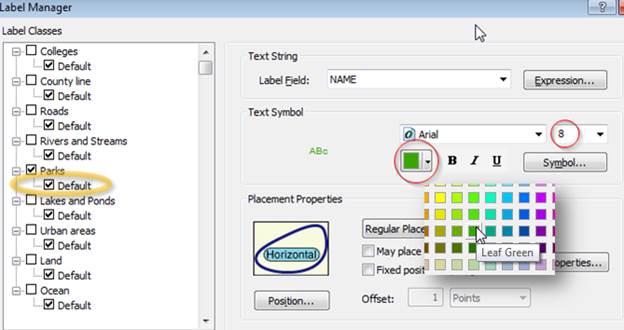 Label Manager
?
Label Classes
Colleges
Default
County line
Default
Roads
Default
Rivers and Streams
Default
Parks
Default
Lakes and Ponds
Default
Urban areas
Default
Land
Default
Ocean
Default
Text String
Label Field: NAME Expression...
Text Symbol
ABc
Arial 8
B I U Symbol...
Placement Properties
Horizontal
Position...
Regular Place
May place
Fixed posit
Leaf Green
operties...
Offset: 1 Points